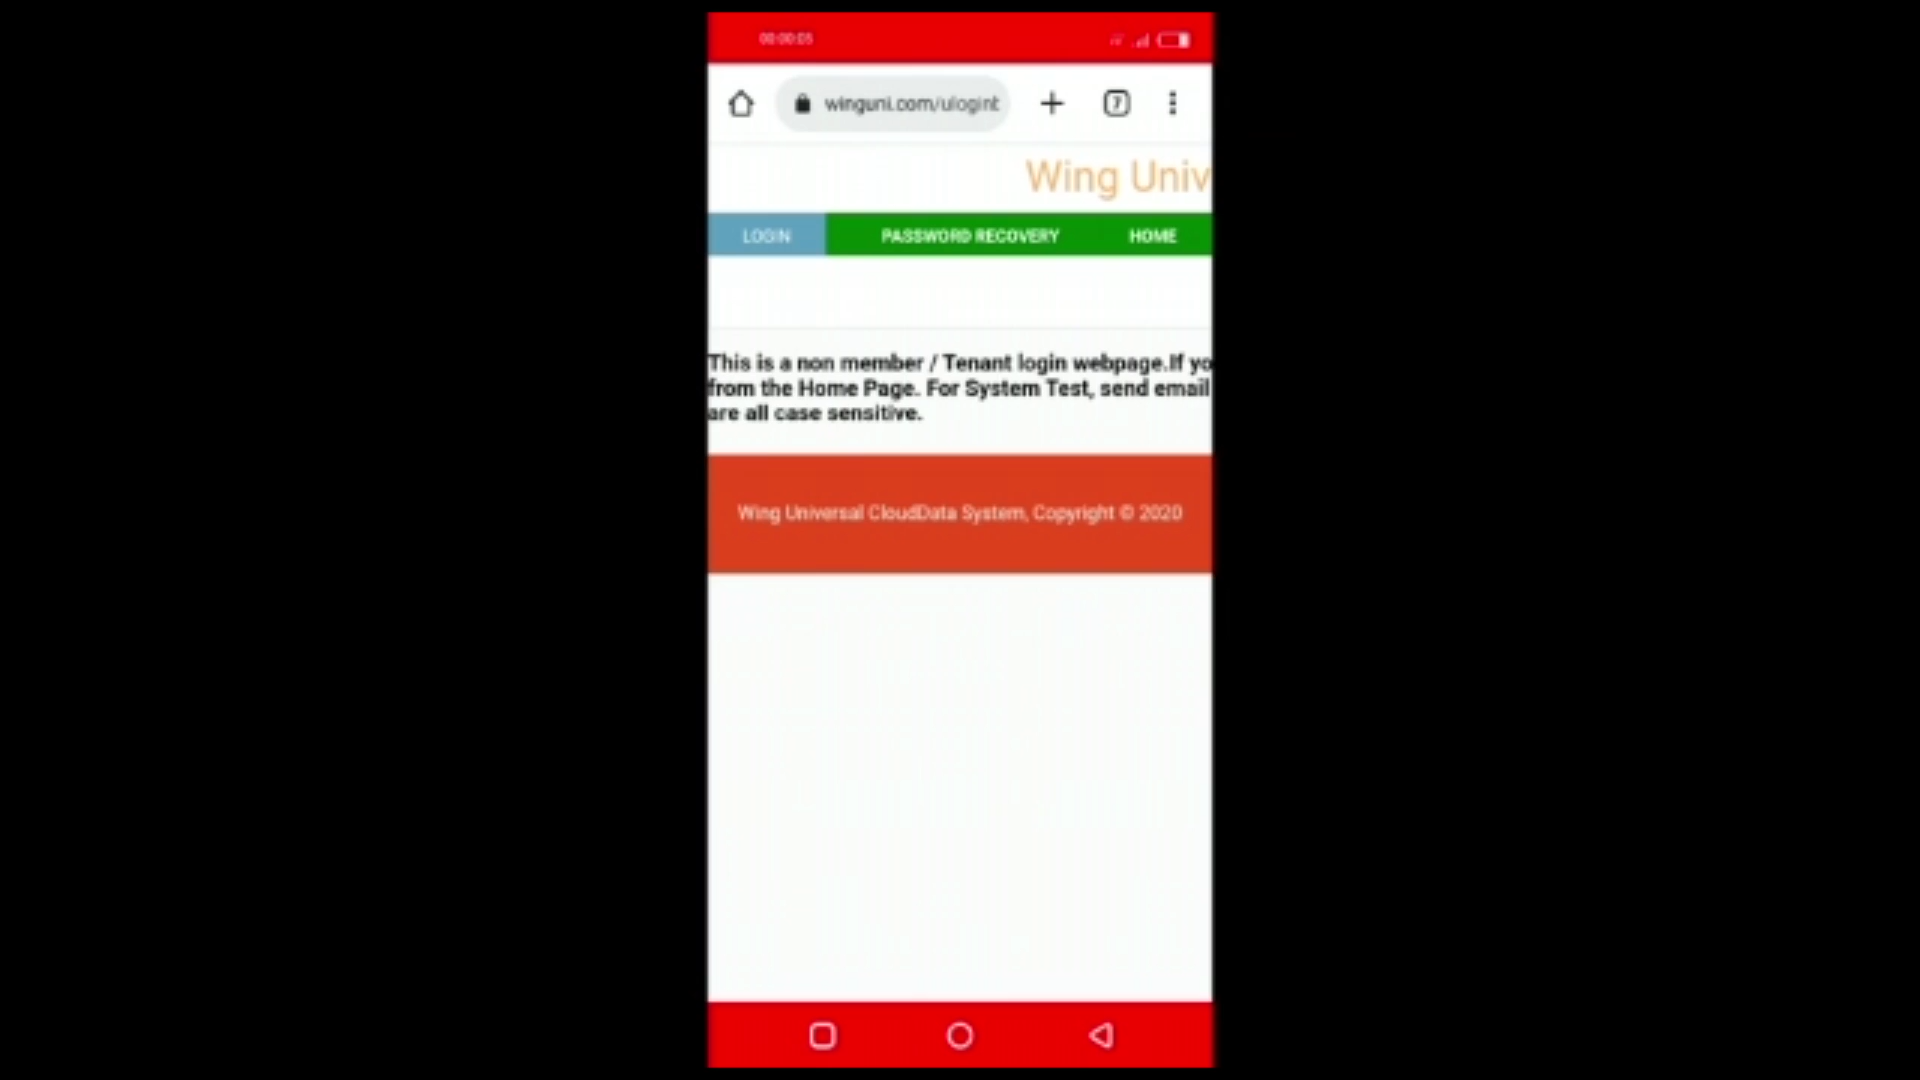 00:00:05
winguni.com/ulogint
7
Wing Univ
LOGIN PASSWORD RECOVERY HOME
This is a non member / Tenant login webpage.If yo
from the Home Page. For System Test, send email
are all case sensitive.
Wing Universal CloudData System, Copyright © 2020